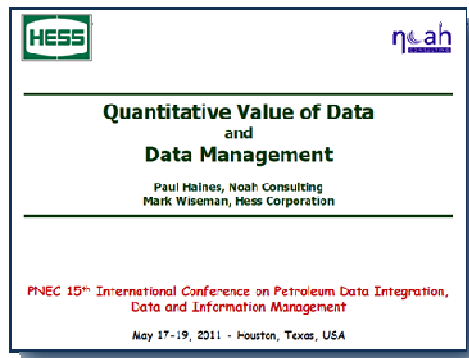 HESS
noah
CONSULTING
Quantitative Value of Data
and
Data Management
Paul Haines, Noah Consulting
Mark Wiseman, Hess Corporation
PNEC 15th International Conference on Petroleum Data Integration,
Data and Information Management
May 17-19, 2011 - Houston, Texas, USA